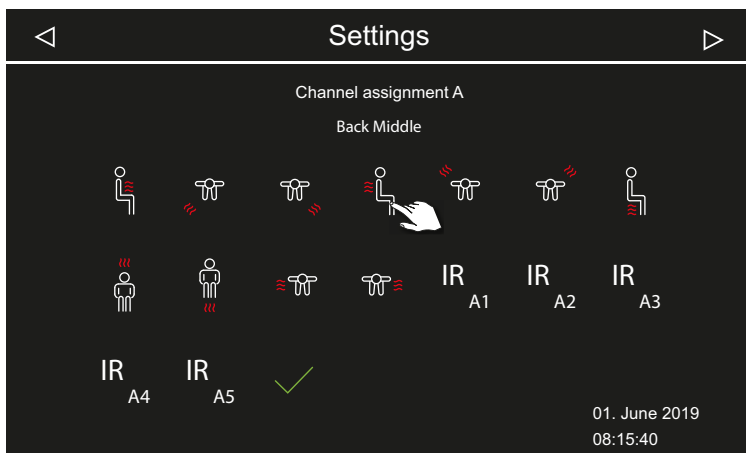 Settings
Channel assignment A
Back Middle
IR A1 IR A2 IR A3
IR A4 IR A5
01. June 2019
08:15:40